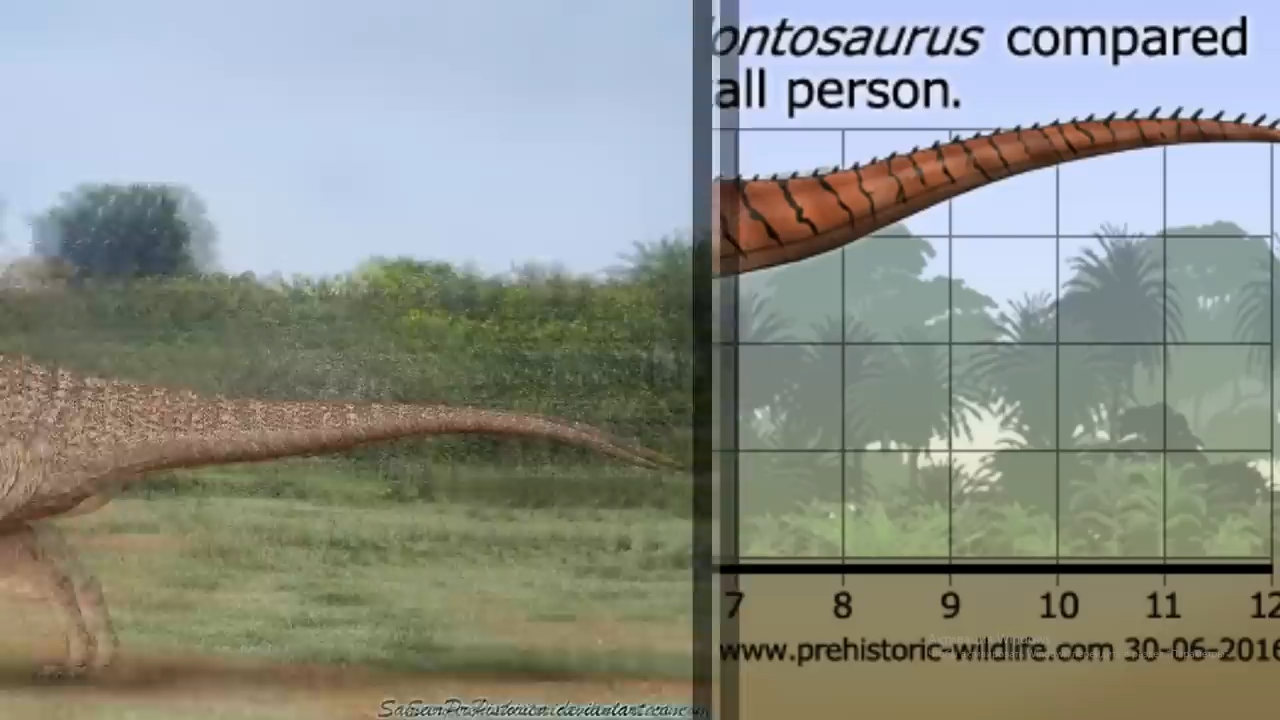 ontosaurus compared
all person.
7 8 9 10 11 12
www.prehistoric-wildlife.com 30-06-2016